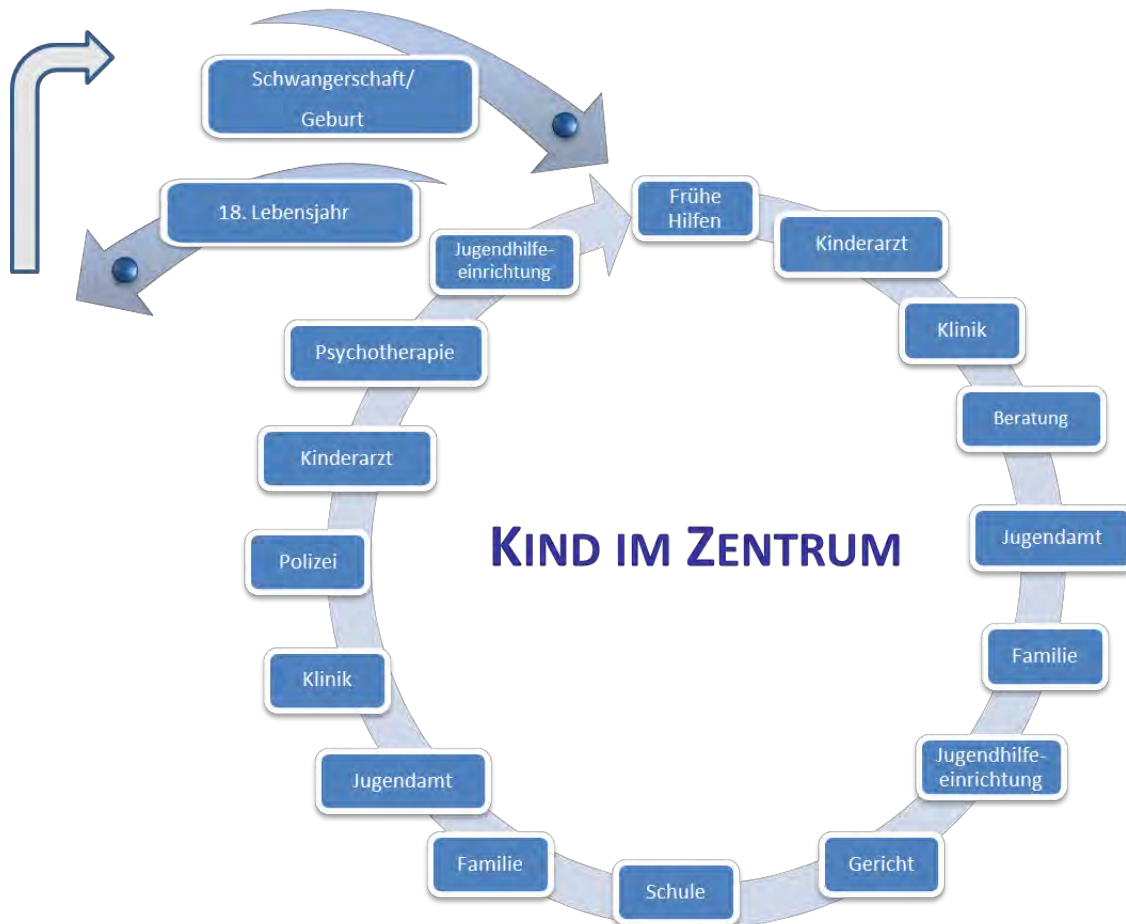 Schwangerschaft/
Geburt
18. Lebensjahr
Frühe
Hilfen
Kinderarzt
Klinik
Beratung
Jugendamt
Familie
Jugendhilfe-
einrichtung
Gericht
Schule
Familie
Jugendamt
Klinik
Polizei
Kinderarzt
Psychotherapie
Jugendhilfe-
einrichtung
KIND IM ZENTRUM